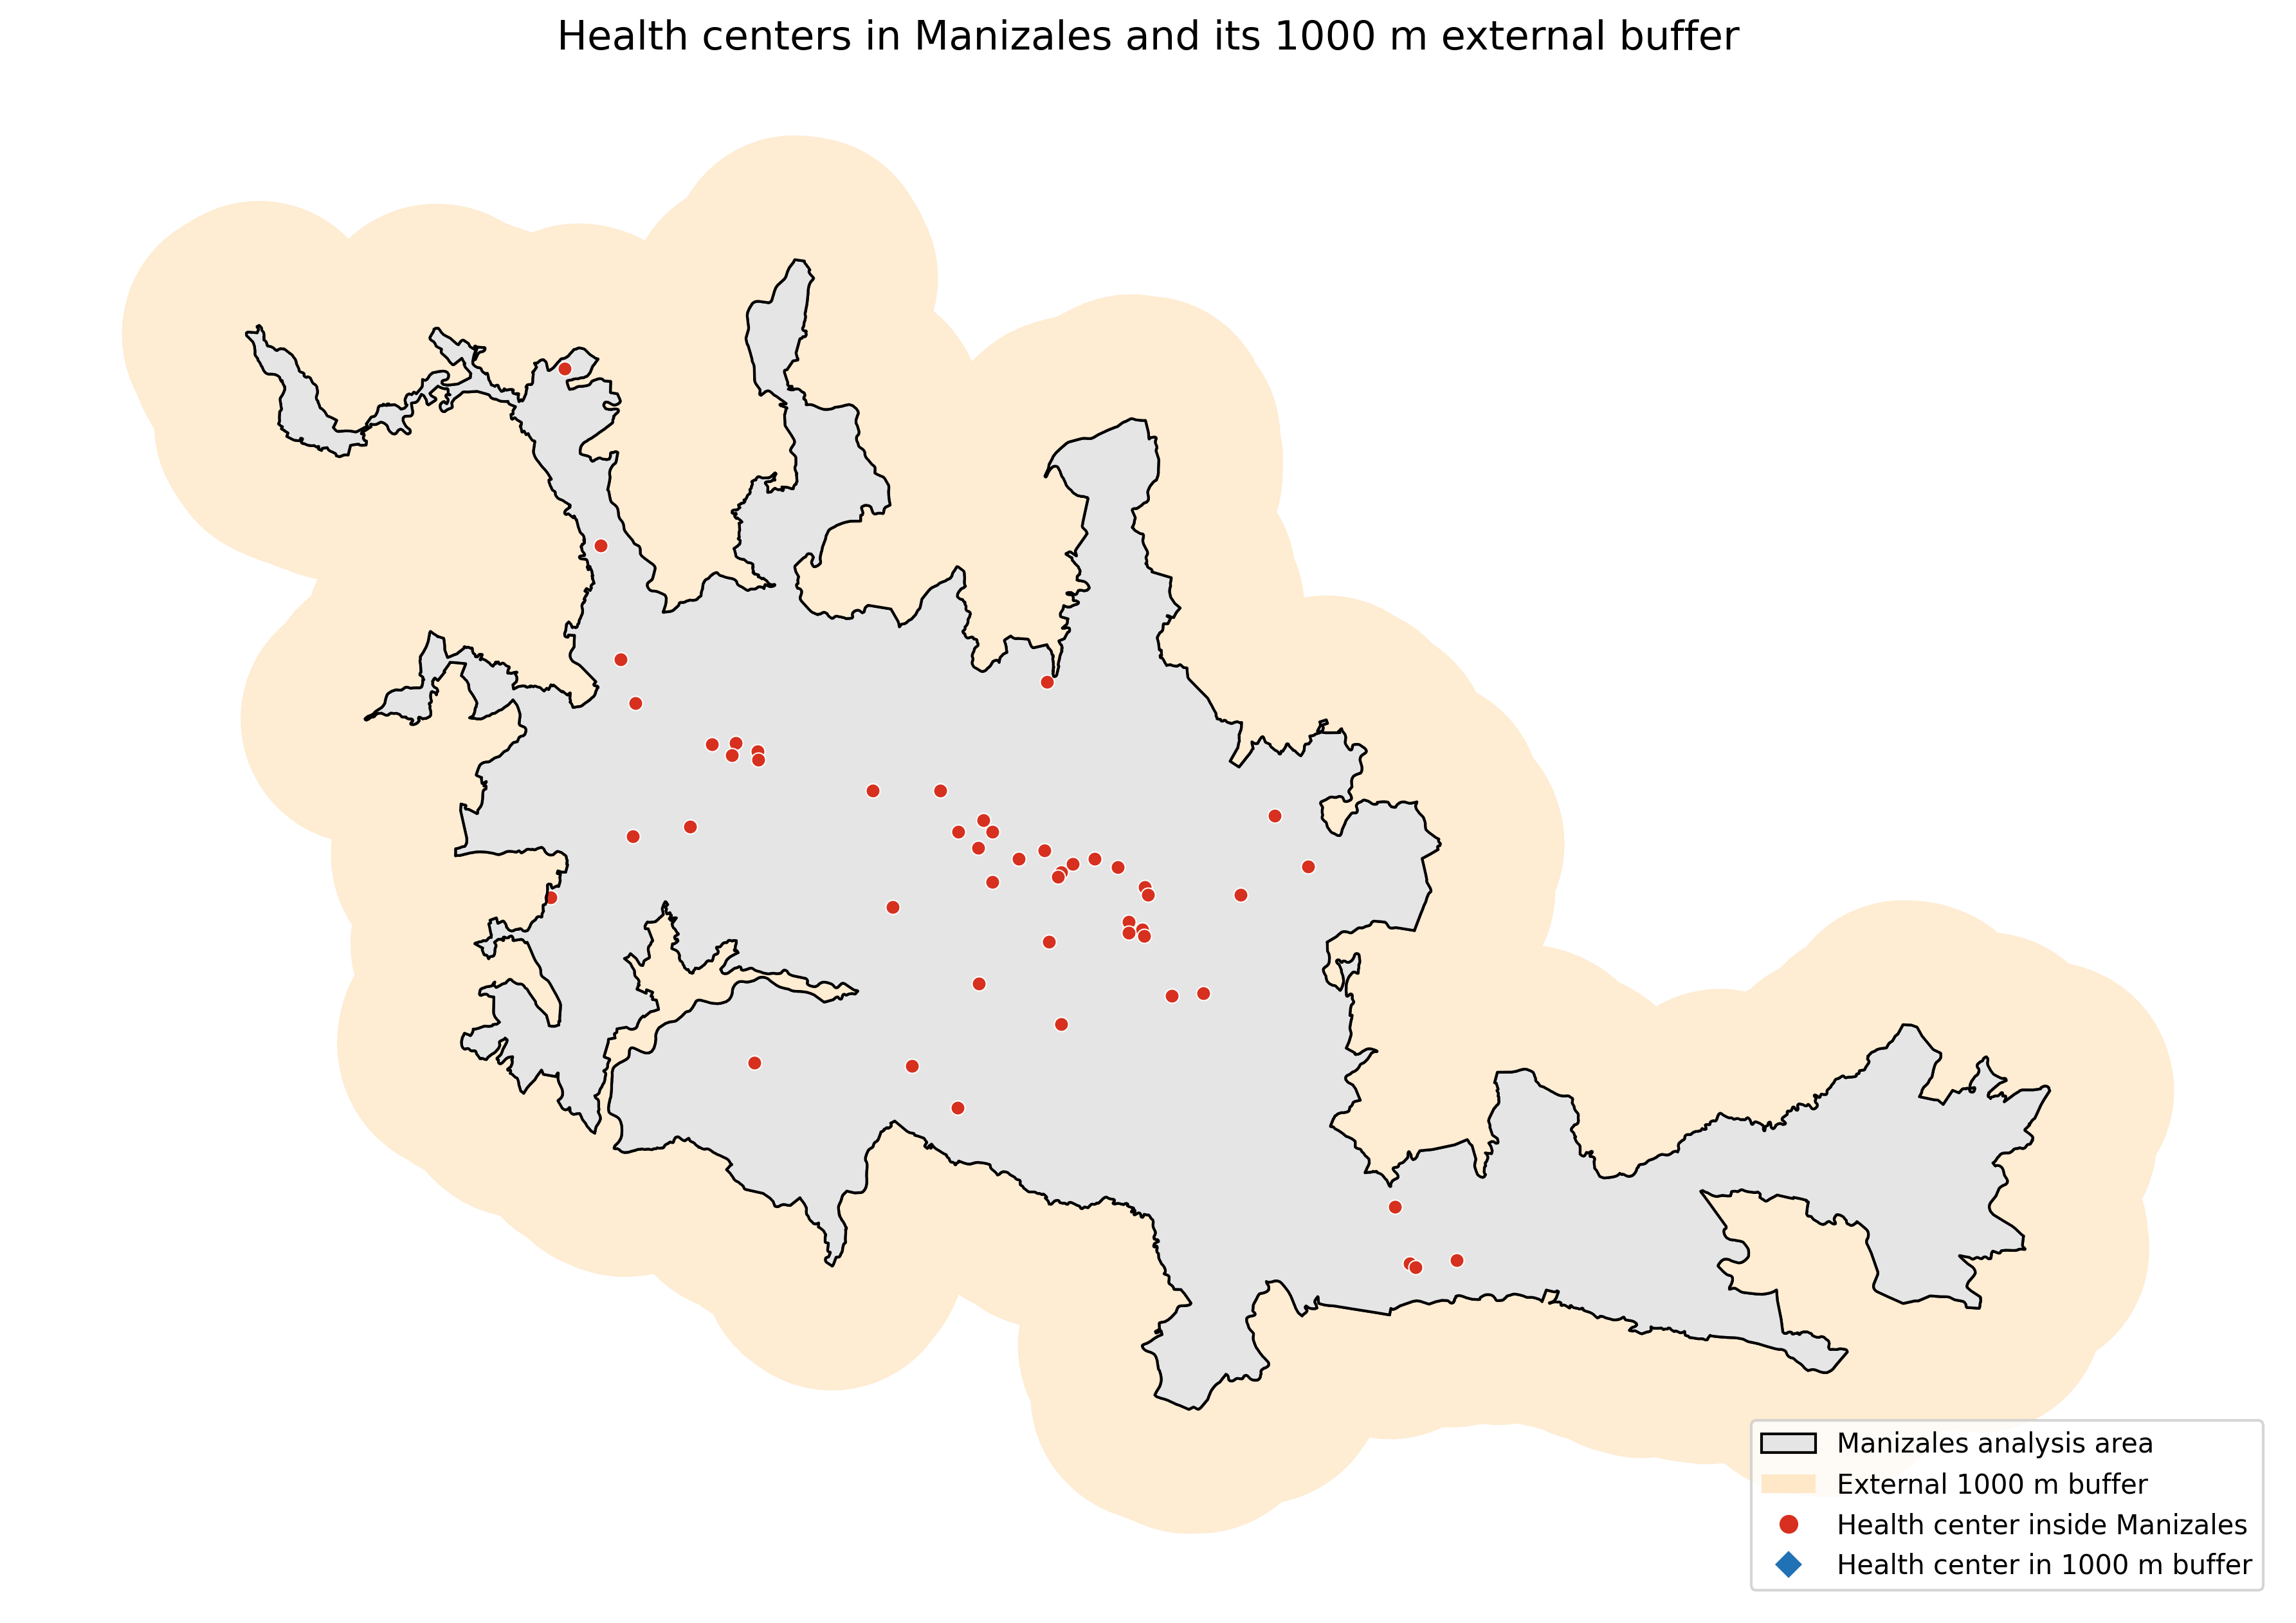 Health centers in Manizales and its 1000 m external buffer
Manizales analysis area
External 1000 m buffer
Health center inside Manizales
Health center in 1000 m buffer